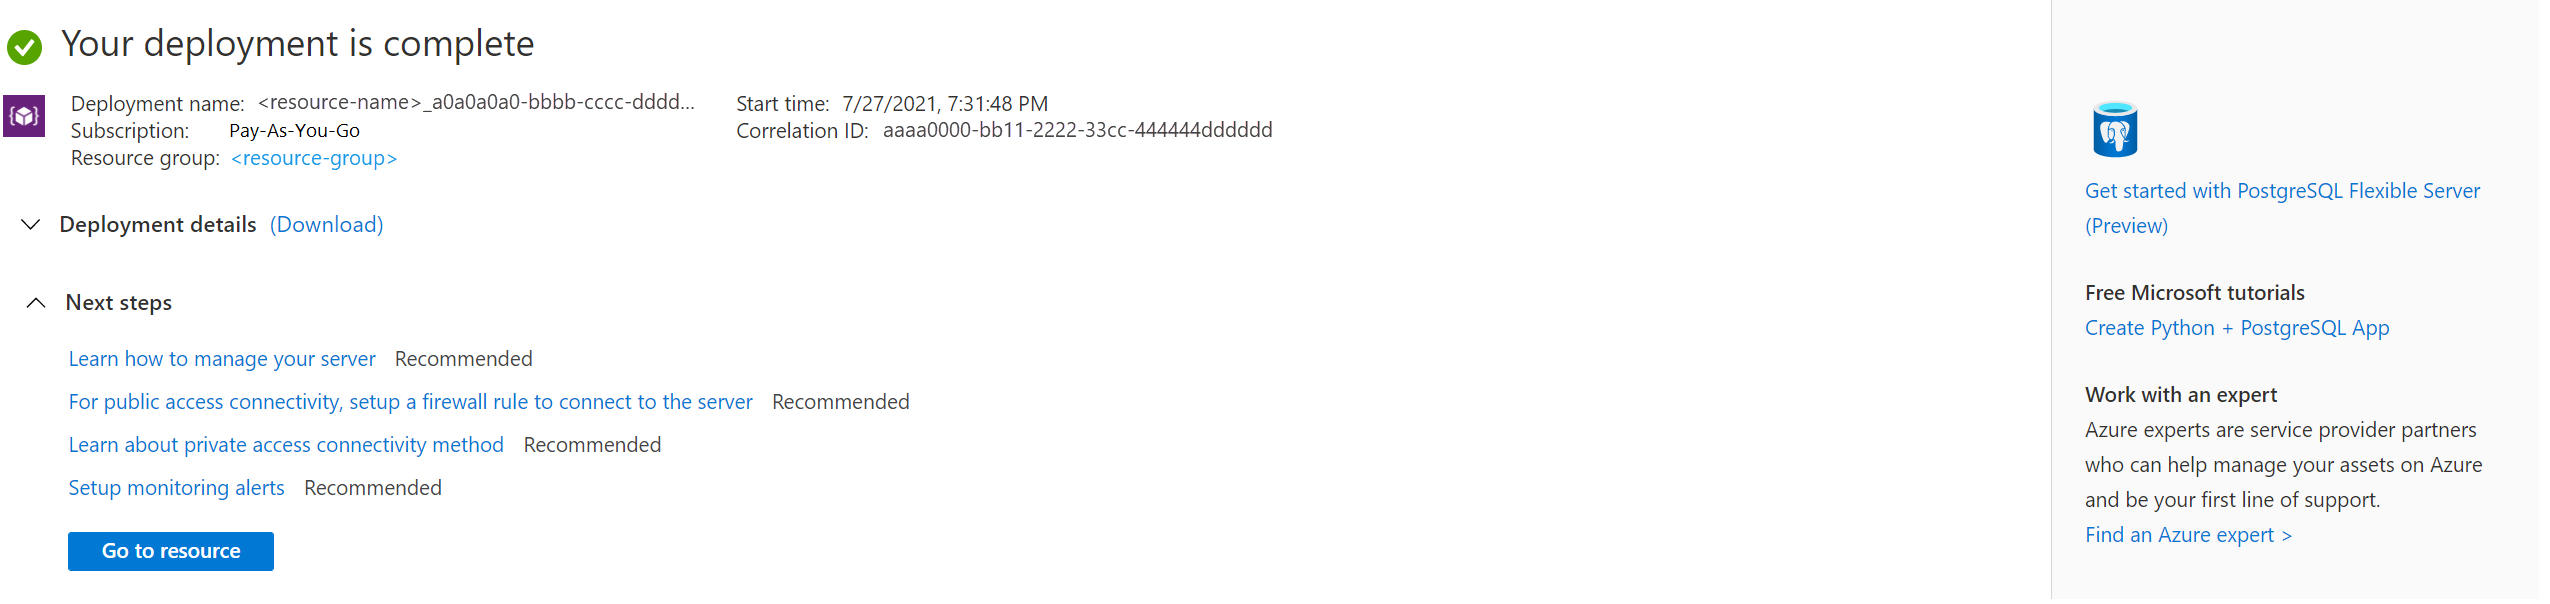 Your deployment is complete
Deployment name: <resource-name>_a0a0a0a0-bbbb-cccc-dddd...
Subscription: Pay-As-You-Go
Resource group: <resource-group>
Start time: 7/27/2021, 7:31:48 PM
Correlation ID: aaaa0000-bb11-2222-33cc-444444dddddd
Deployment details (Download)
Next steps
Learn how to manage your server Recommended
For public access connectivity, setup a firewall rule to connect to the server Recommended
Learn about private access connectivity method Recommended
Setup monitoring alerts Recommended
Go to resource
Get started with PostgreSQL Flexible Server
(Preview)
Free Microsoft tutorials
Create Python + PostgreSQL App
Work with an expert
Azure experts are service provider partners
who can help manage your assets on Azure
and be your first line of support.
Find an Azure expert >